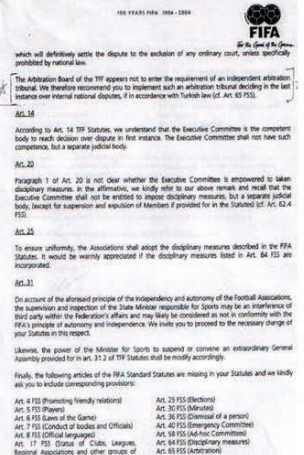 100 YEARS FIFA 1904 - 2004
FIFA
For the Good of the Game
which will definitively settle the dispute to the exclusion of any ordinary court, unless specifically
prohibited by national law.
The Arbitration Board of the TFF appears not to enter the requirement of an independent arbitration
tribunal. We therefore recommend you to implement such an arbitration tribunal deciding in the last
instance over internal national disputes, if in accordance with Turkish law (cf. Art. 65 FSS).
Art. 14
According to Art. 14 TFF Statutes, we understand that the Executive Committee is the competent
body to reach decision over dispute in first instance. The Executive Committee shall not have such
competence, but a separate judicial body.
Art. 20
Paragraph 1 of Art. 20 is not clear whether the Executive Committee is empowered to taken
disciplinary measures. In the affirmative, we kindly refer to our above remark and recall that the
Executive Committee shall not be entitled to impose disciplinary measures, but a separate judicial
body, (except for suspension and expulsion of Members if provided for in the Statutes) (cf. Art. 62.4
FSS)
Art. 25
To ensure uniformity, the Associations shall adopt the disciplinary measures described in the FIFA
Statutes. It would be warmly appreciated if the disciplinary measures listed in Art. 64 FSS are
incorporated.
Art. 31
On account of the aforesaid principle of the independence and autonomy of the Football Associations,
the supervision and inspection of the State Minister responsible for Sports may be an interference of
third party within the Federation's affairs and may likely be considered as not in conformity with the
FIFA's principle of autonomy and independence. We invite you to proceed to the necessary change of
your Statutes in this respect.
Likewise, the power of the Minister for Sports to suspend or convene an extraordinary General
Assembly provided for in art. 31.2 of TFF Statutes shall be modify accordingly.
Finally, the following articles of the FIFA Standard Statutes are missing in your Statutes and we kindly
ask you to include corresponding provisions:
Art. 4 FSS (Promoting friendly relations)
Art. 5 FSS (Players)
Art. 6 FSS (Laws of the Game)
Art. 7 FSS (Conduct of bodies and Officials)
Art. 8 FSS (Official languages)
Art. 17 FSS (Status of Clubs, Leagues,
Regional Associations and other groups of
Art. 25 FSS (Elections)
Art. 30 FSS (Minutes)
Art. 36 FSS (Dismissal of a person)
Art. 40 FSS (Emergency Committee)
Art. 58 FSS (Ad-hoc Committees)
Art. 64 FSS (Disciplinary measures)
Art. 65 FSS (Arbitration)